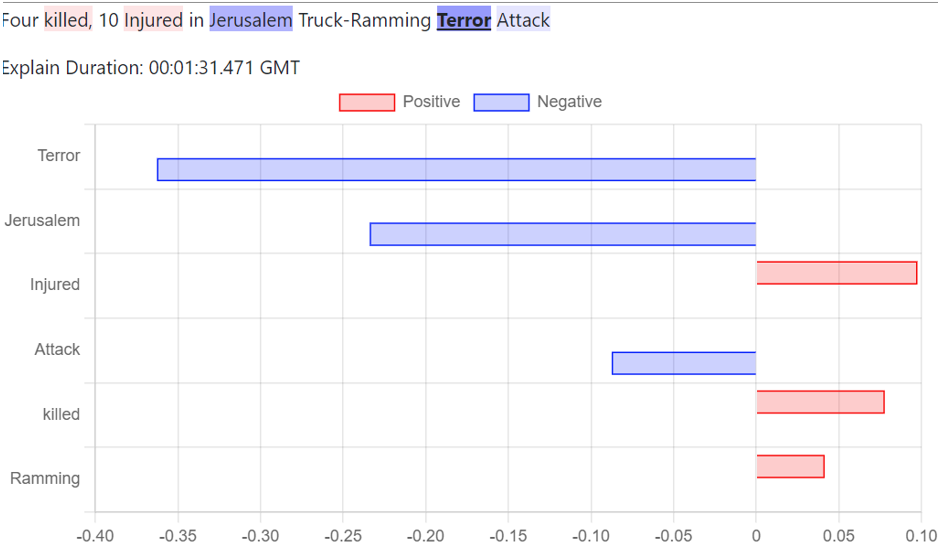 Four killed, 10 Injured in Jerusalem Truck-Ramming Terror Attack
Explain Duration: 00:01:31.471 GMT
Positive Negative
Terror
Jerusalem
Injured
Attack
killed
Ramming
-0.40 -0.35 -0.30 -0.25 -0.20 -0.15 -0.10 -0.05 0 0.05 0.10